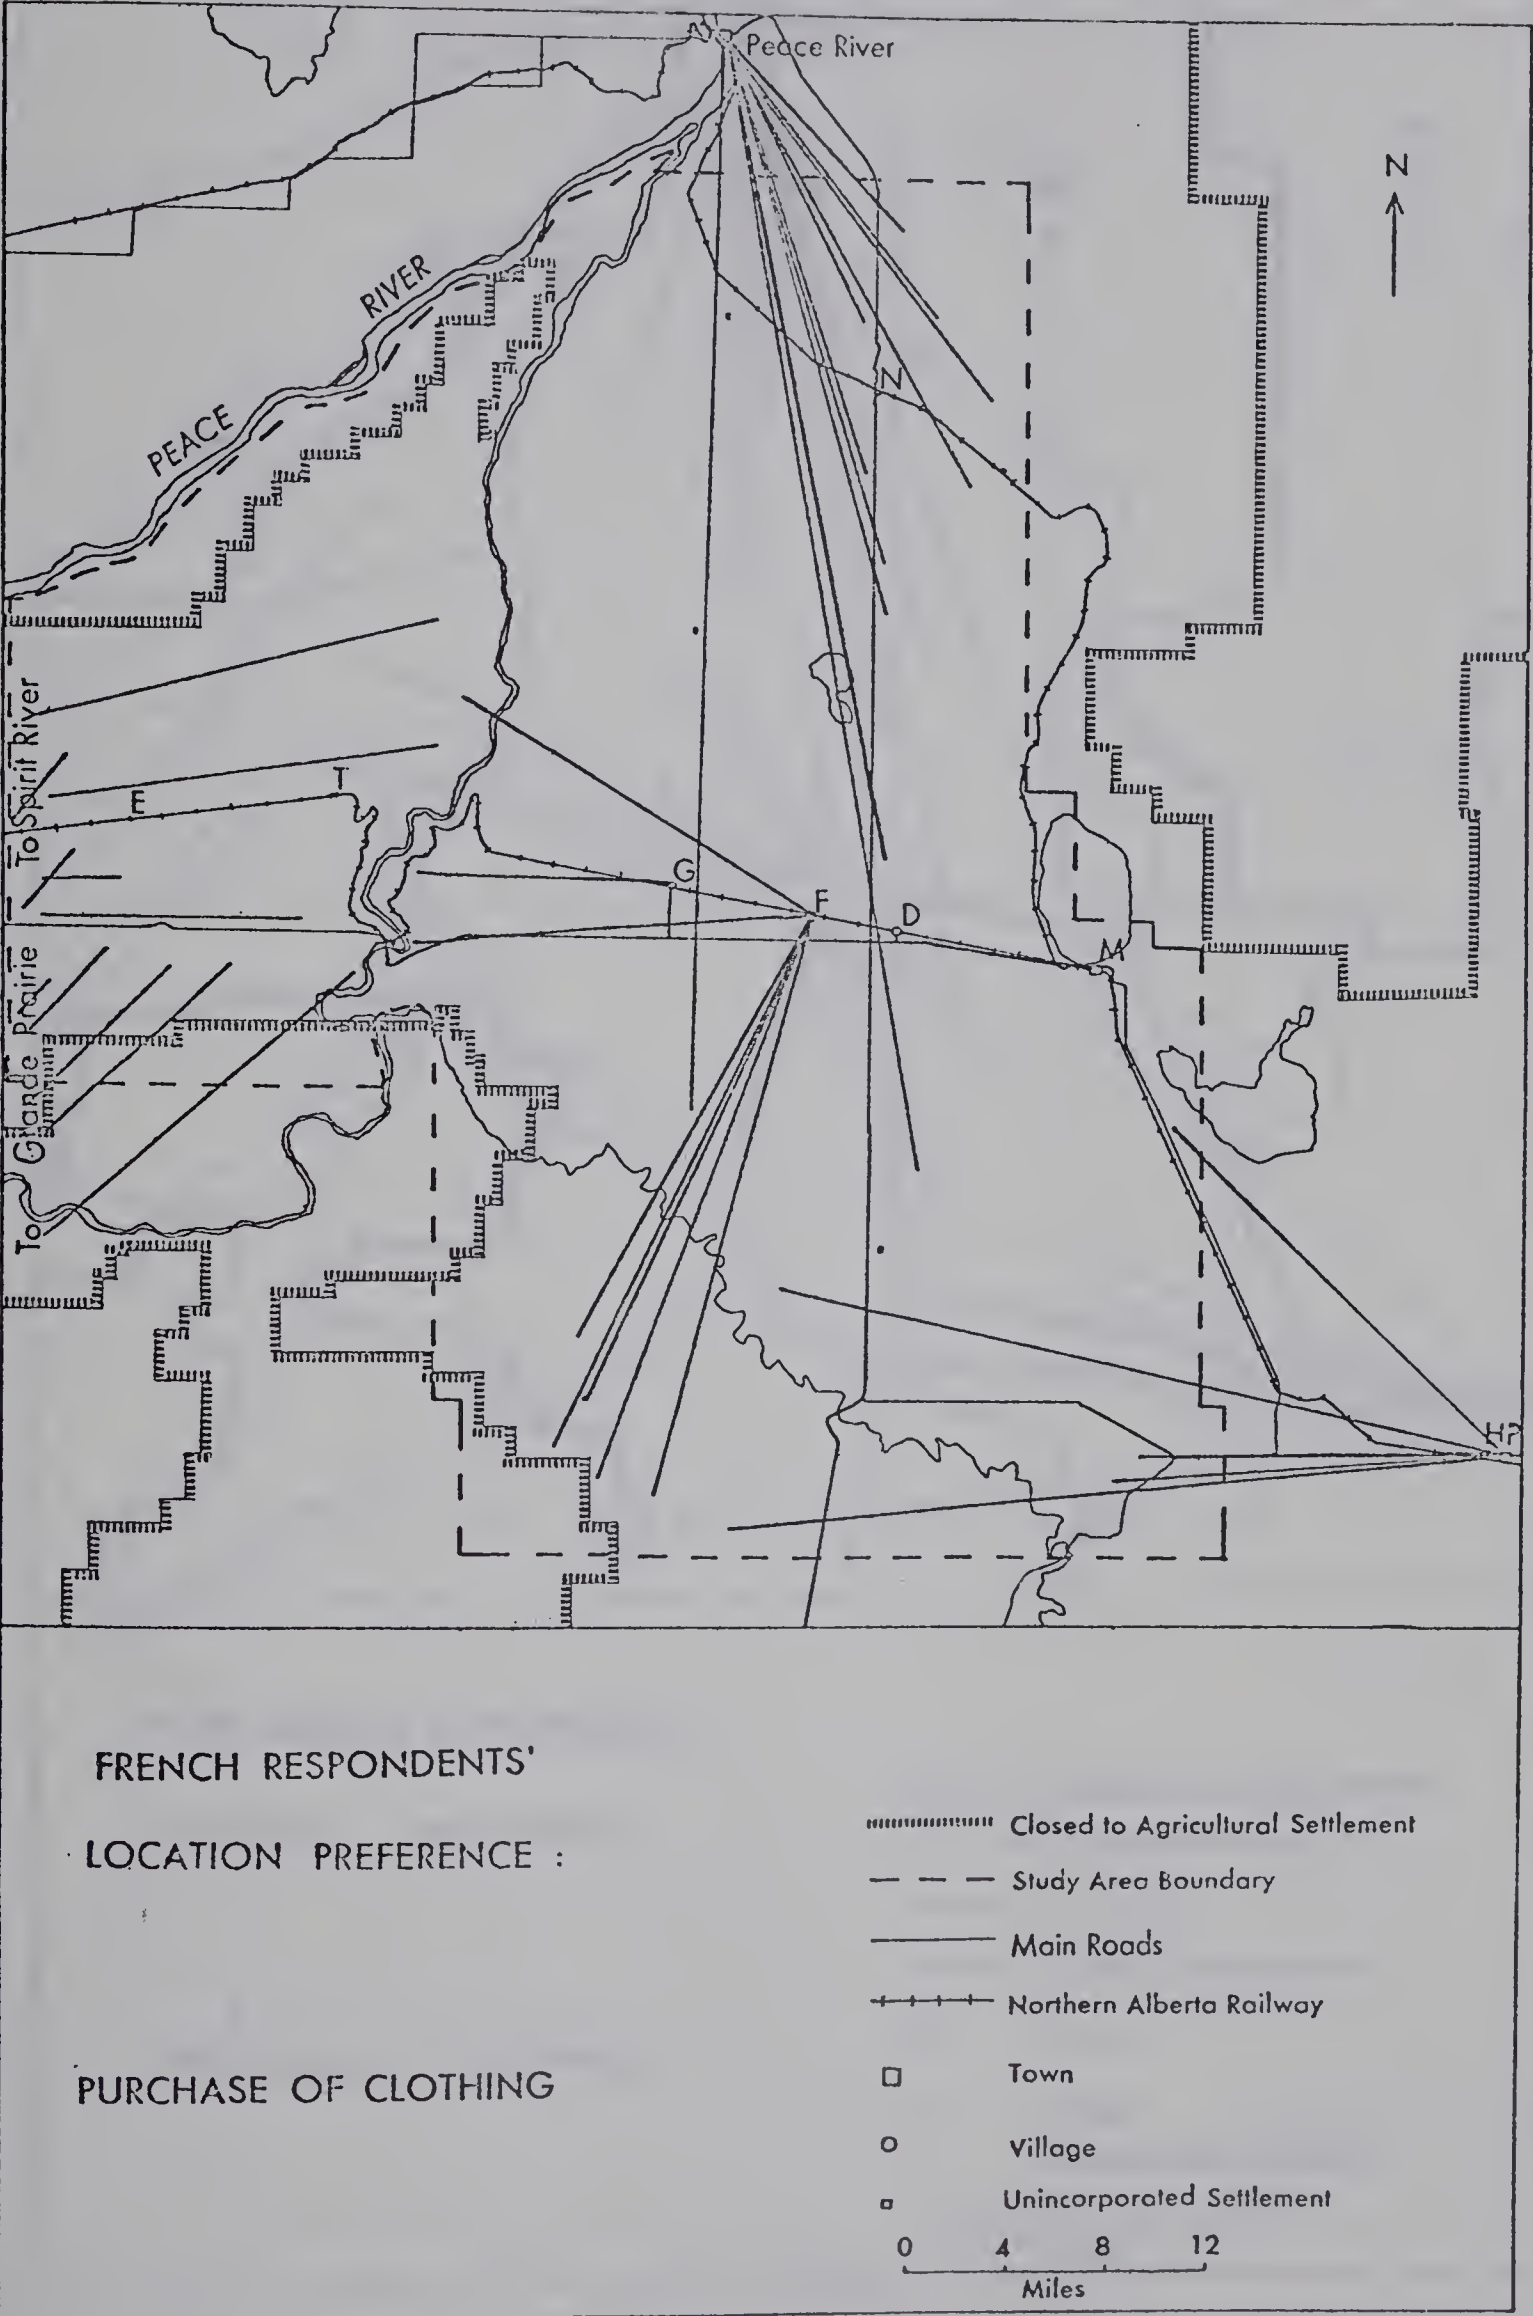 Peace River
N
RIVER
PEACE
N
To Spirit River
T
E
G
F
D
M
To Grande Prairie
HP
FRENCH RESPONDENTS'
LOCATION PREFERENCE :
PURCHASE OF CLOTHING
Closed to Agricultural Settlement
Study Area Boundary
Main Roads
Northern Alberta Railway
Town
Village
Unincorporated Settlement
0 4 8 12
Miles